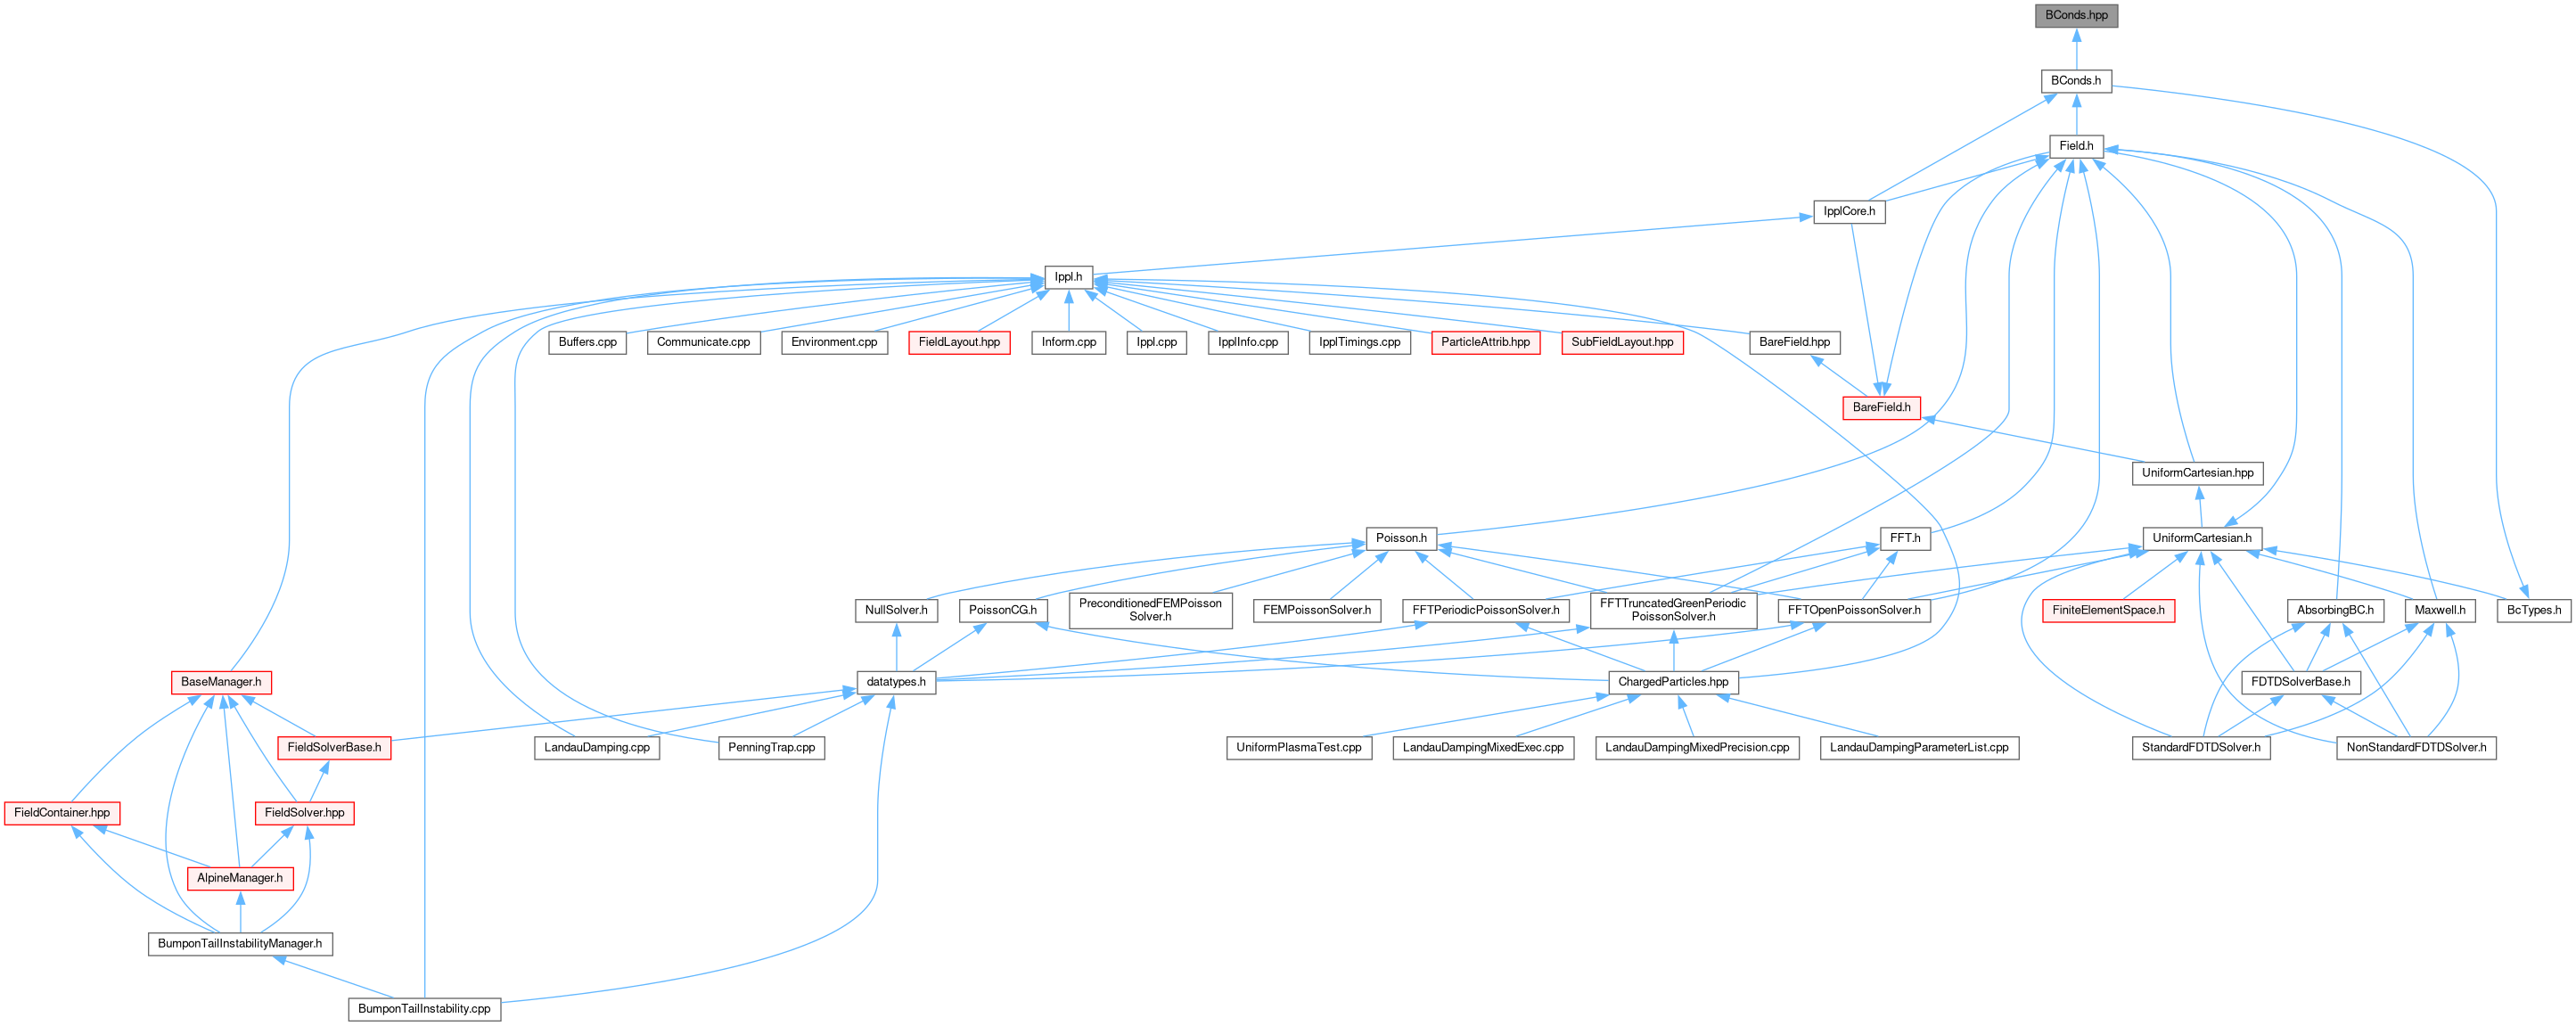 BConds.hpp
BConds.h
Field.h
IpplCore.h
Ippl.h
Buffers.cpp
Communicate.cpp
Environment.cpp
FieldLayout.hpp
Inform.cpp
Ippl.cpp
IpplInfo.cpp
IpplTimings.cpp
ParticleAttrib.hpp
SubFieldLayout.hpp
BareField.hpp
BareField.h
UniformCartesian.hpp
Poisson.h
FFT.h
UniformCartesian.h
NullSolver.h
PoissonCG.h
PreconditionedFEMPoisson
Solver.h
FEMPoissonSolver.h
FFTPeriodicPoissonSolver.h
FFTTruncatedGreenPeriodic
PoissonSolver.h
FFTOpenPoissonSolver.h
FiniteElementSpace.h
AbsorbingBC.h
Maxwell.h
BcTypes.h
BaseManager.h
datatypes.h
ChargedParticles.hpp
FDTDSolverBase.h
FieldSolverBase.h
LandauDamping.cpp
PenningTrap.cpp
UniformPlasmaTest.cpp
LandauDampingMixedExec.cpp
LandauDampingMixedPrecision.cpp
LandauDampingParameterList.cpp
StandardFDTDSolver.h
NonStandardFDTDSolver.h
FieldContainer.hpp
FieldSolver.hpp
AlpineManager.h
BumponTailInstabilityManager.h
BumponTailInstability.cpp